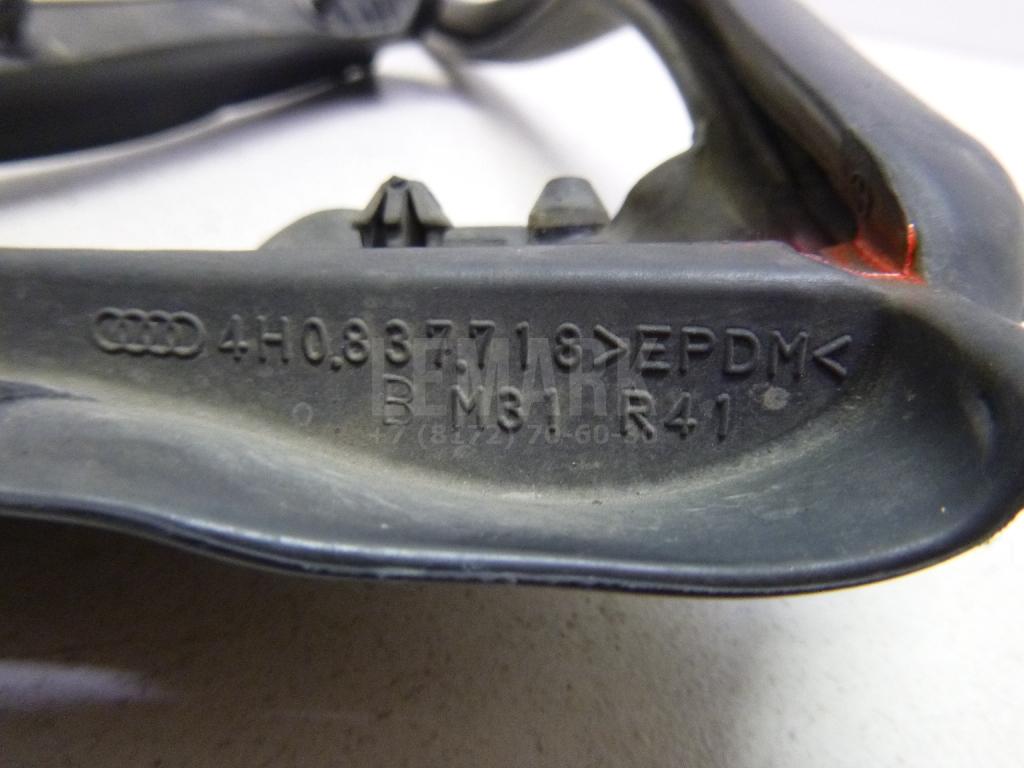 4H0.837.718>EPDM<
B M31 R41
REMARK
+7 (8172) 70-60-30